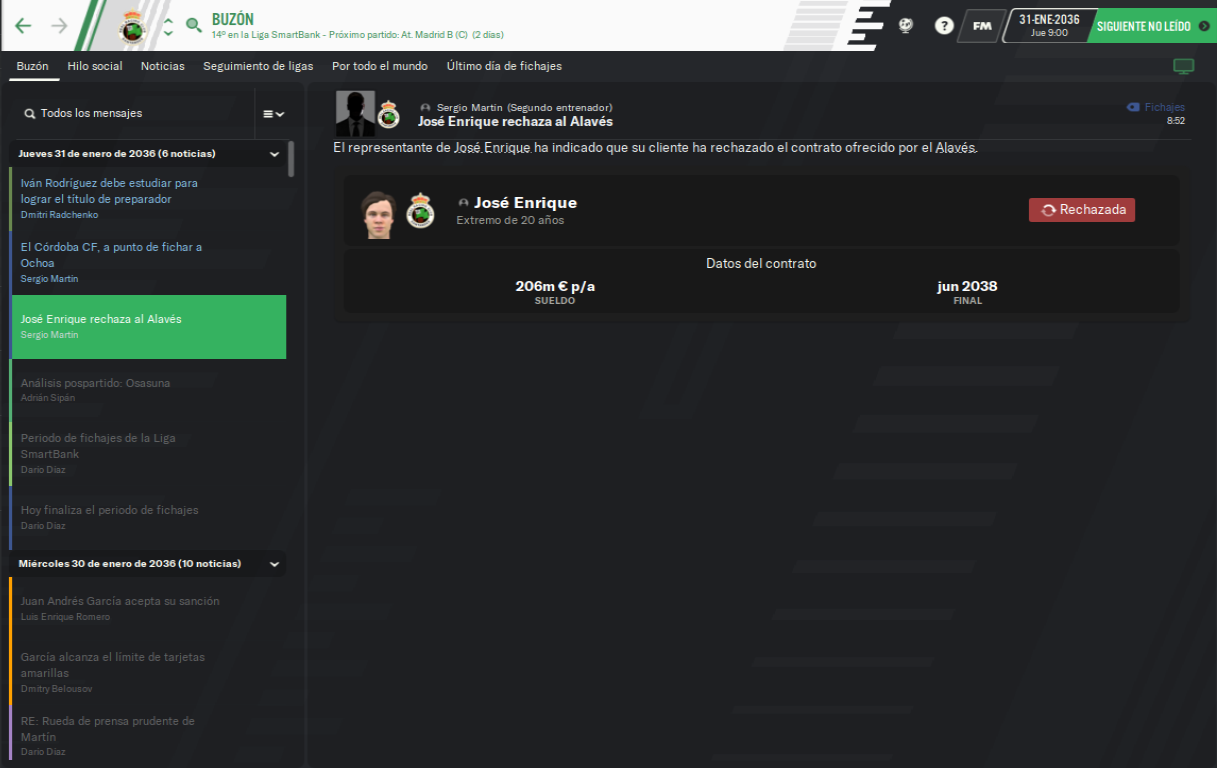 BUZÓN
14º en la Liga SmartBank - Próximo partido: At. Madrid B (C) (2 días)
?
FM
31-ENE-2036
Jue 9:00
SIGUIENTE NO LEÍDO
Buzón
Hilo social
Noticias
Seguimiento de ligas
Por todo el mundo
Último día de fichajes
Todos los mensajes
Jueves 31 de enero de 2036 (6 noticias)
Iván Rodríguez debe estudiar para
lograr el título de preparador
Dmitri Radchenko
El Córdoba CF, a punto de fichar a
Ochoa
Sergio Martín
José Enrique rechaza al Alavés
Sergio Martín
Análisis pospartido: Osasuna
Adrián Sipán
Periodo de fichajes de la Liga
SmartBank
Darío Díaz
Hoy finaliza el periodo de fichajes
Darío Díaz
Miércoles 30 de enero de 2036 (10 noticias)
Juan Andrés García acepta su sanción
Luis Enrique Romero
García alcanza el límite de tarjetas
amarillas
Dmitry Belousov
RE: Rueda de prensa prudente de
Martín
Darío Díaz
Sergio Martín (Segundo entrenador)
José Enrique rechaza al Alavés
Fichajes
8:52
El representante de José Enrique ha indicado que su cliente ha rechazado el contrato ofrecido por el Alavés.
José Enrique
Extremo de 20 años
Rechazada
Datos del contrato
206m € p/a
SUELDO
jun 2038
FINAL